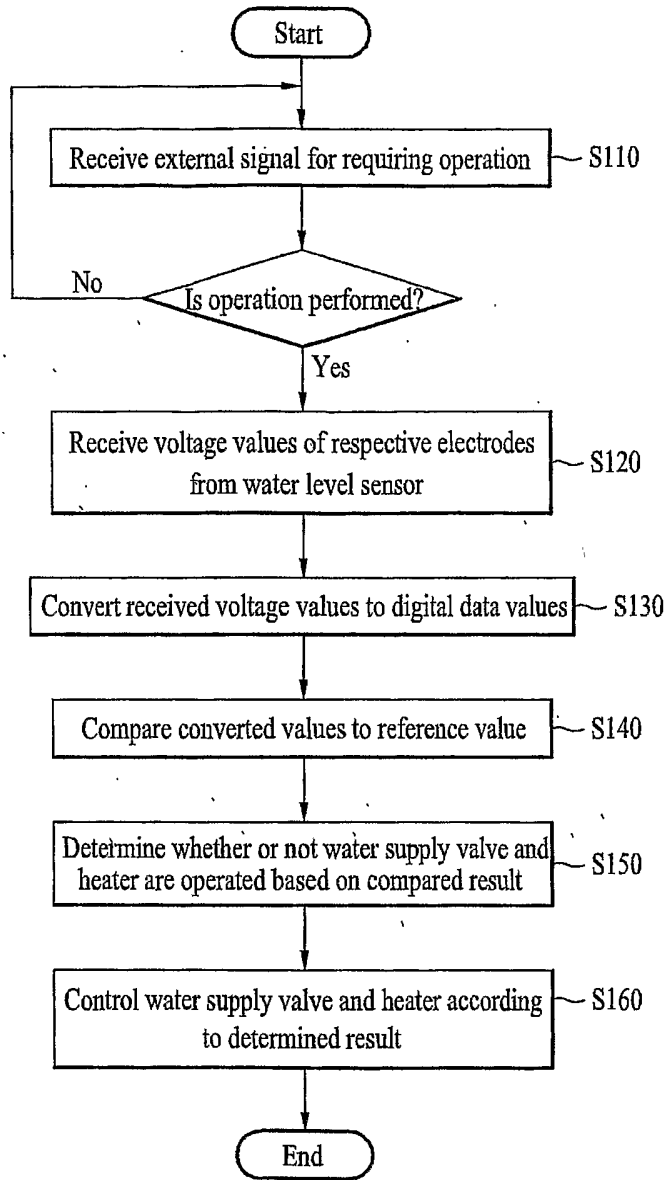 Start
Receive external signal for requiring operation
S110
Is operation performed?
No
Yes
Receive voltage values of respective electrodes
from water level sensor
S120
Convert received voltage values to digital data values
S130
Compare converted values to reference value
S140
Determine whether or not water supply valve and
heater are operated based on compared result
S150
Control water supply valve and heater according
to determined result
S160
End